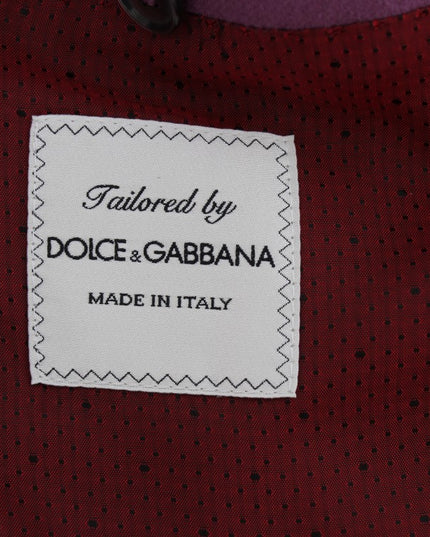 Tailored by
DOLCE & GABBANA
MADE IN ITALY